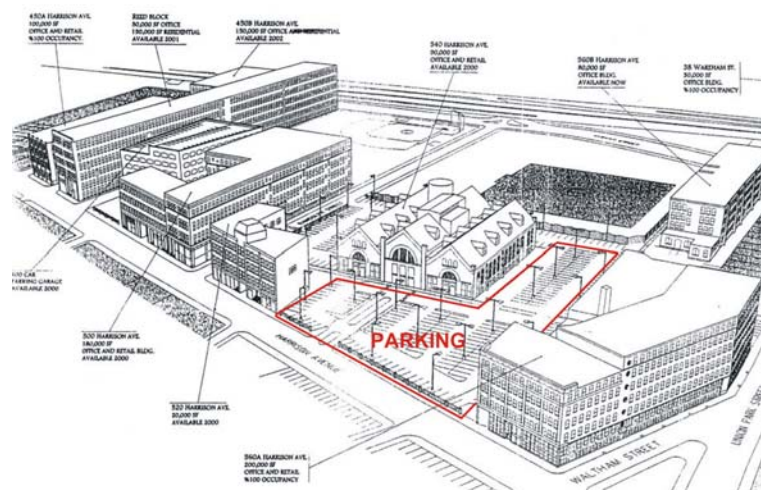 450A HARRISON AVE.
100,000 SF
OFFICE AND RETAIL
%100 OCCUPANCY
REED BLOCK
50,000 SF OFFICE
150,000 SF RESIDENTIAL
AVAILABLE 2001
450B HARRISON AVE.
150,000 SF OFFICE AND RESIDENTIAL
AVAILABLE 2002
540 HARRISON AVE.
90,000 SF
OFFICE AND RETAIL
AVAILABLE 2000
560B HARRISON AVE.
80,000 SF
OFFICE BLDG.
AVAILABLE NOW
38 WAREHAM ST.
30,000 SF
OFFICE BLDG.
%100 OCCUPANCY
CAR
PARKING GARAGE
AVAILABLE 2000
500 HARRISON AVE.
180,000 SF
OFFICE AND RETAIL BLDG.
AVAILABLE 2000
520 HARRISON AVE.
20,000 SF
AVAILABLE 2000
HARRISON AVENUE
PARKING
560A HARRISON AVE.
200,000 SF
OFFICE AND RETAIL
%100 OCCUPANCY
WALTHAM STREET
UNION PARK STREET